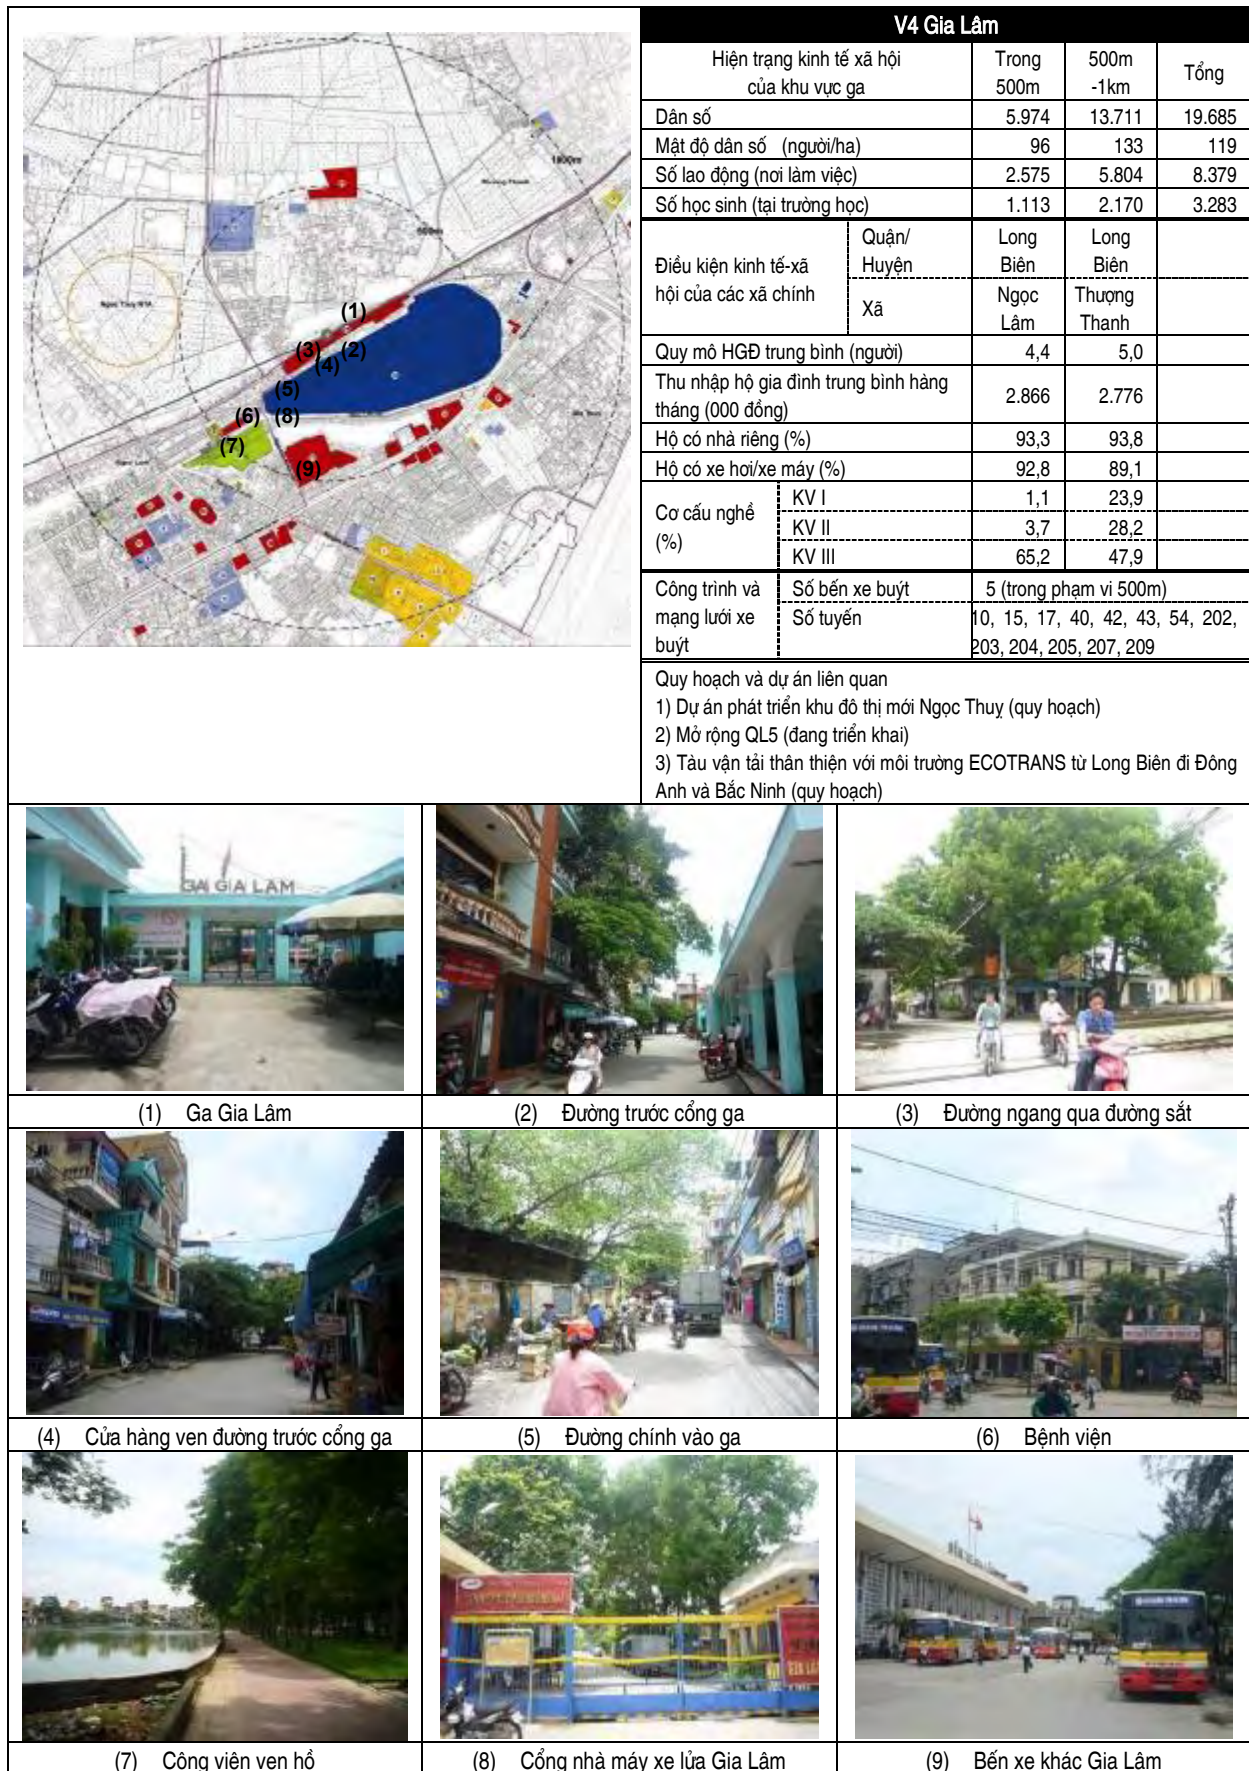 V4 Gia Lâm
Hiện trạng kinh tế xã hội của khu vực ga
Trong 500m
500m -1km
Tổng
Dân số 5.974 13.711 19.685
Mật độ dân số (người/ha) 96 133 119
Số lao động (nơi làm việc) 2.575 5.804 8.379
Số học sinh (tại trường học) 1.113 2.170 3.283
Điều kiện kinh tế-xã hội của các xã chính
Quận/ Huyện
Long Biên
Long Biên
Xã
Ngọc Lâm
Thượng Thanh
Quy mô HGĐ trung bình (người) 4,4 5,0
Thu nhập hộ gia đình trung bình hàng tháng (000 đồng) 2.866 2.776
Hộ có nhà riêng (%) 93,3 93,8
Hộ có xe hơi/xe máy (%) 92,8 89,1
Cơ cấu nghề (%)
KV I 1,1 23,9
KV II 3,7 28,2
KV III 65,2 47,9
Công trình và mạng lưới xe buýt
Số bến xe buýt 5 (trong phạm vi 500m)
Số tuyến 10, 15, 17, 40, 42, 43, 54, 202,
203, 204, 205, 207, 209
Quy hoạch và dự án liên quan
1) Dự án phát triển khu đô thị mới Ngọc Thuỵ (quy hoạch)
2) Mở rộng QL5 (đang triển khai)
3) Tàu vận tải thân thiện với môi trường ECOTRANS từ Long Biên đi Đông
Anh và Bắc Ninh (quy hoạch)
1000m
500m
(1)
(2)
(3)
(4)
(5)
(6)
(7)
(8)
(9)
GA GIA LAM
(1) Ga Gia Lâm
(2) Đường trước cổng ga
(3) Đường ngang qua đường sắt
(4) Cửa hàng ven đường trước cổng ga
(5) Đường chính vào ga
(6) Bệnh viện
(7) Công viên ven hồ
(8) Cổng nhà máy xe lửa Gia Lâm
(9) Bến xe khác Gia Lâm